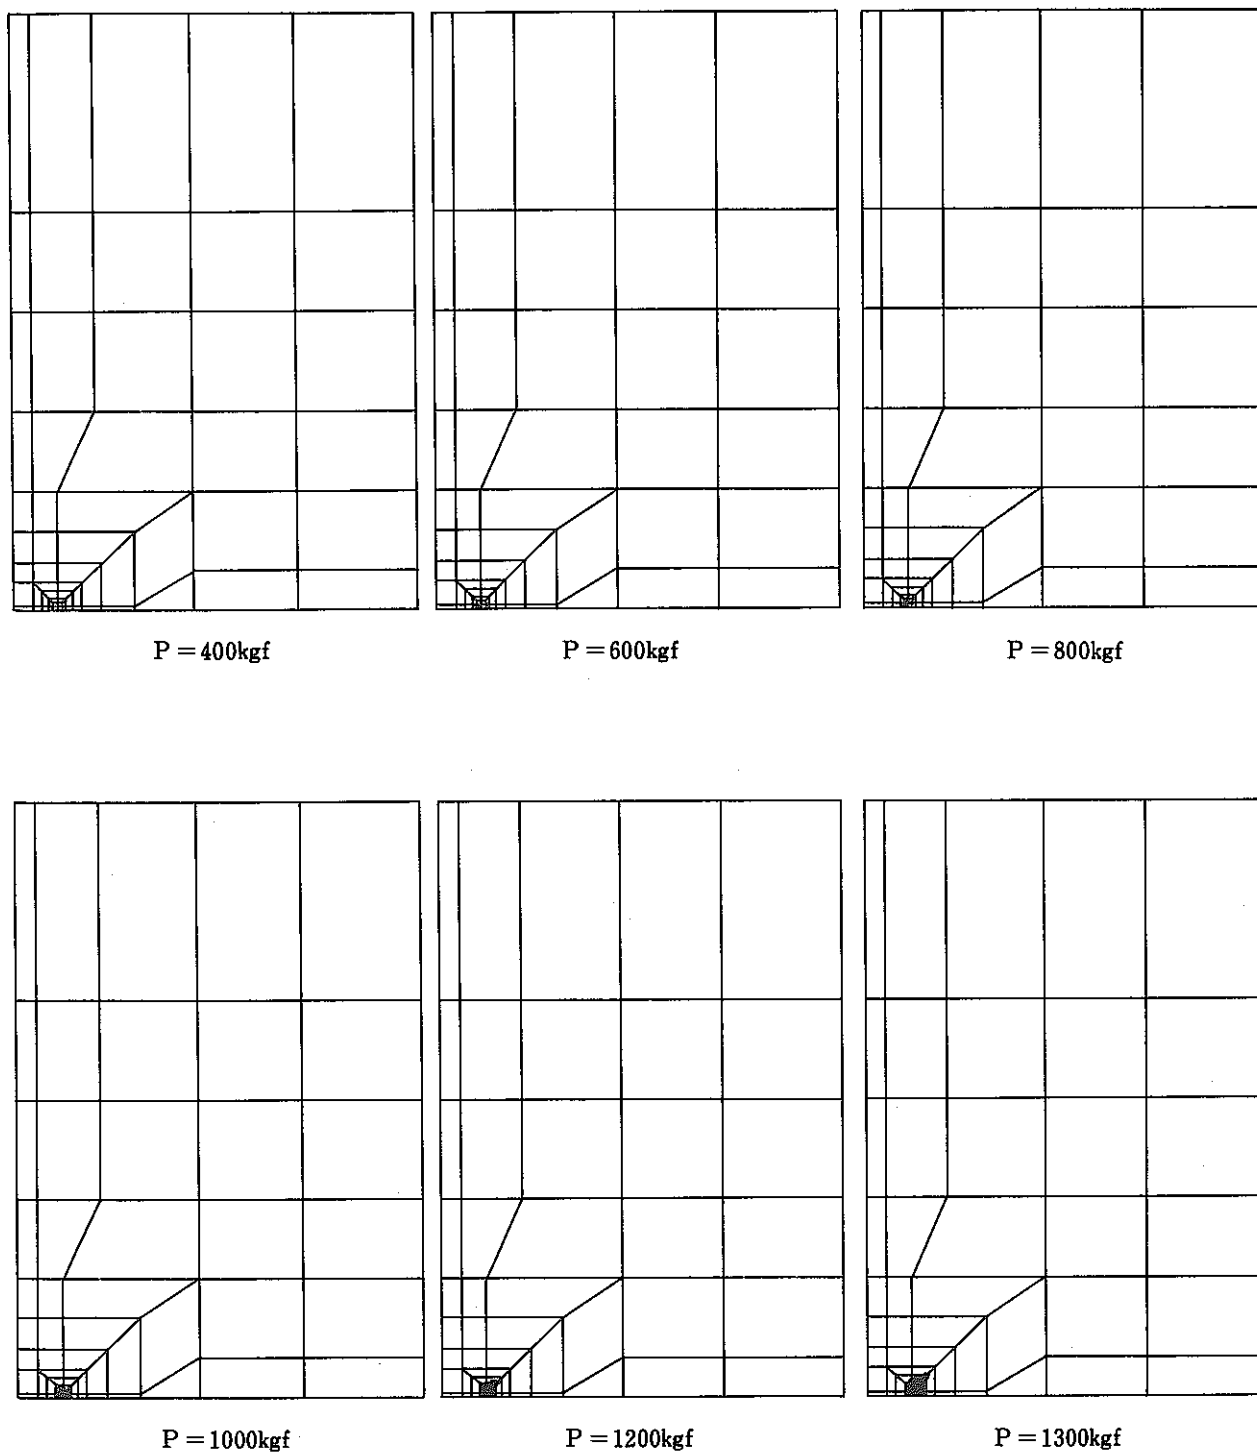 P = 400kgf
P = 600kgf
P = 800kgf
P = 1000kgf
P = 1200kgf
P = 1300kgf